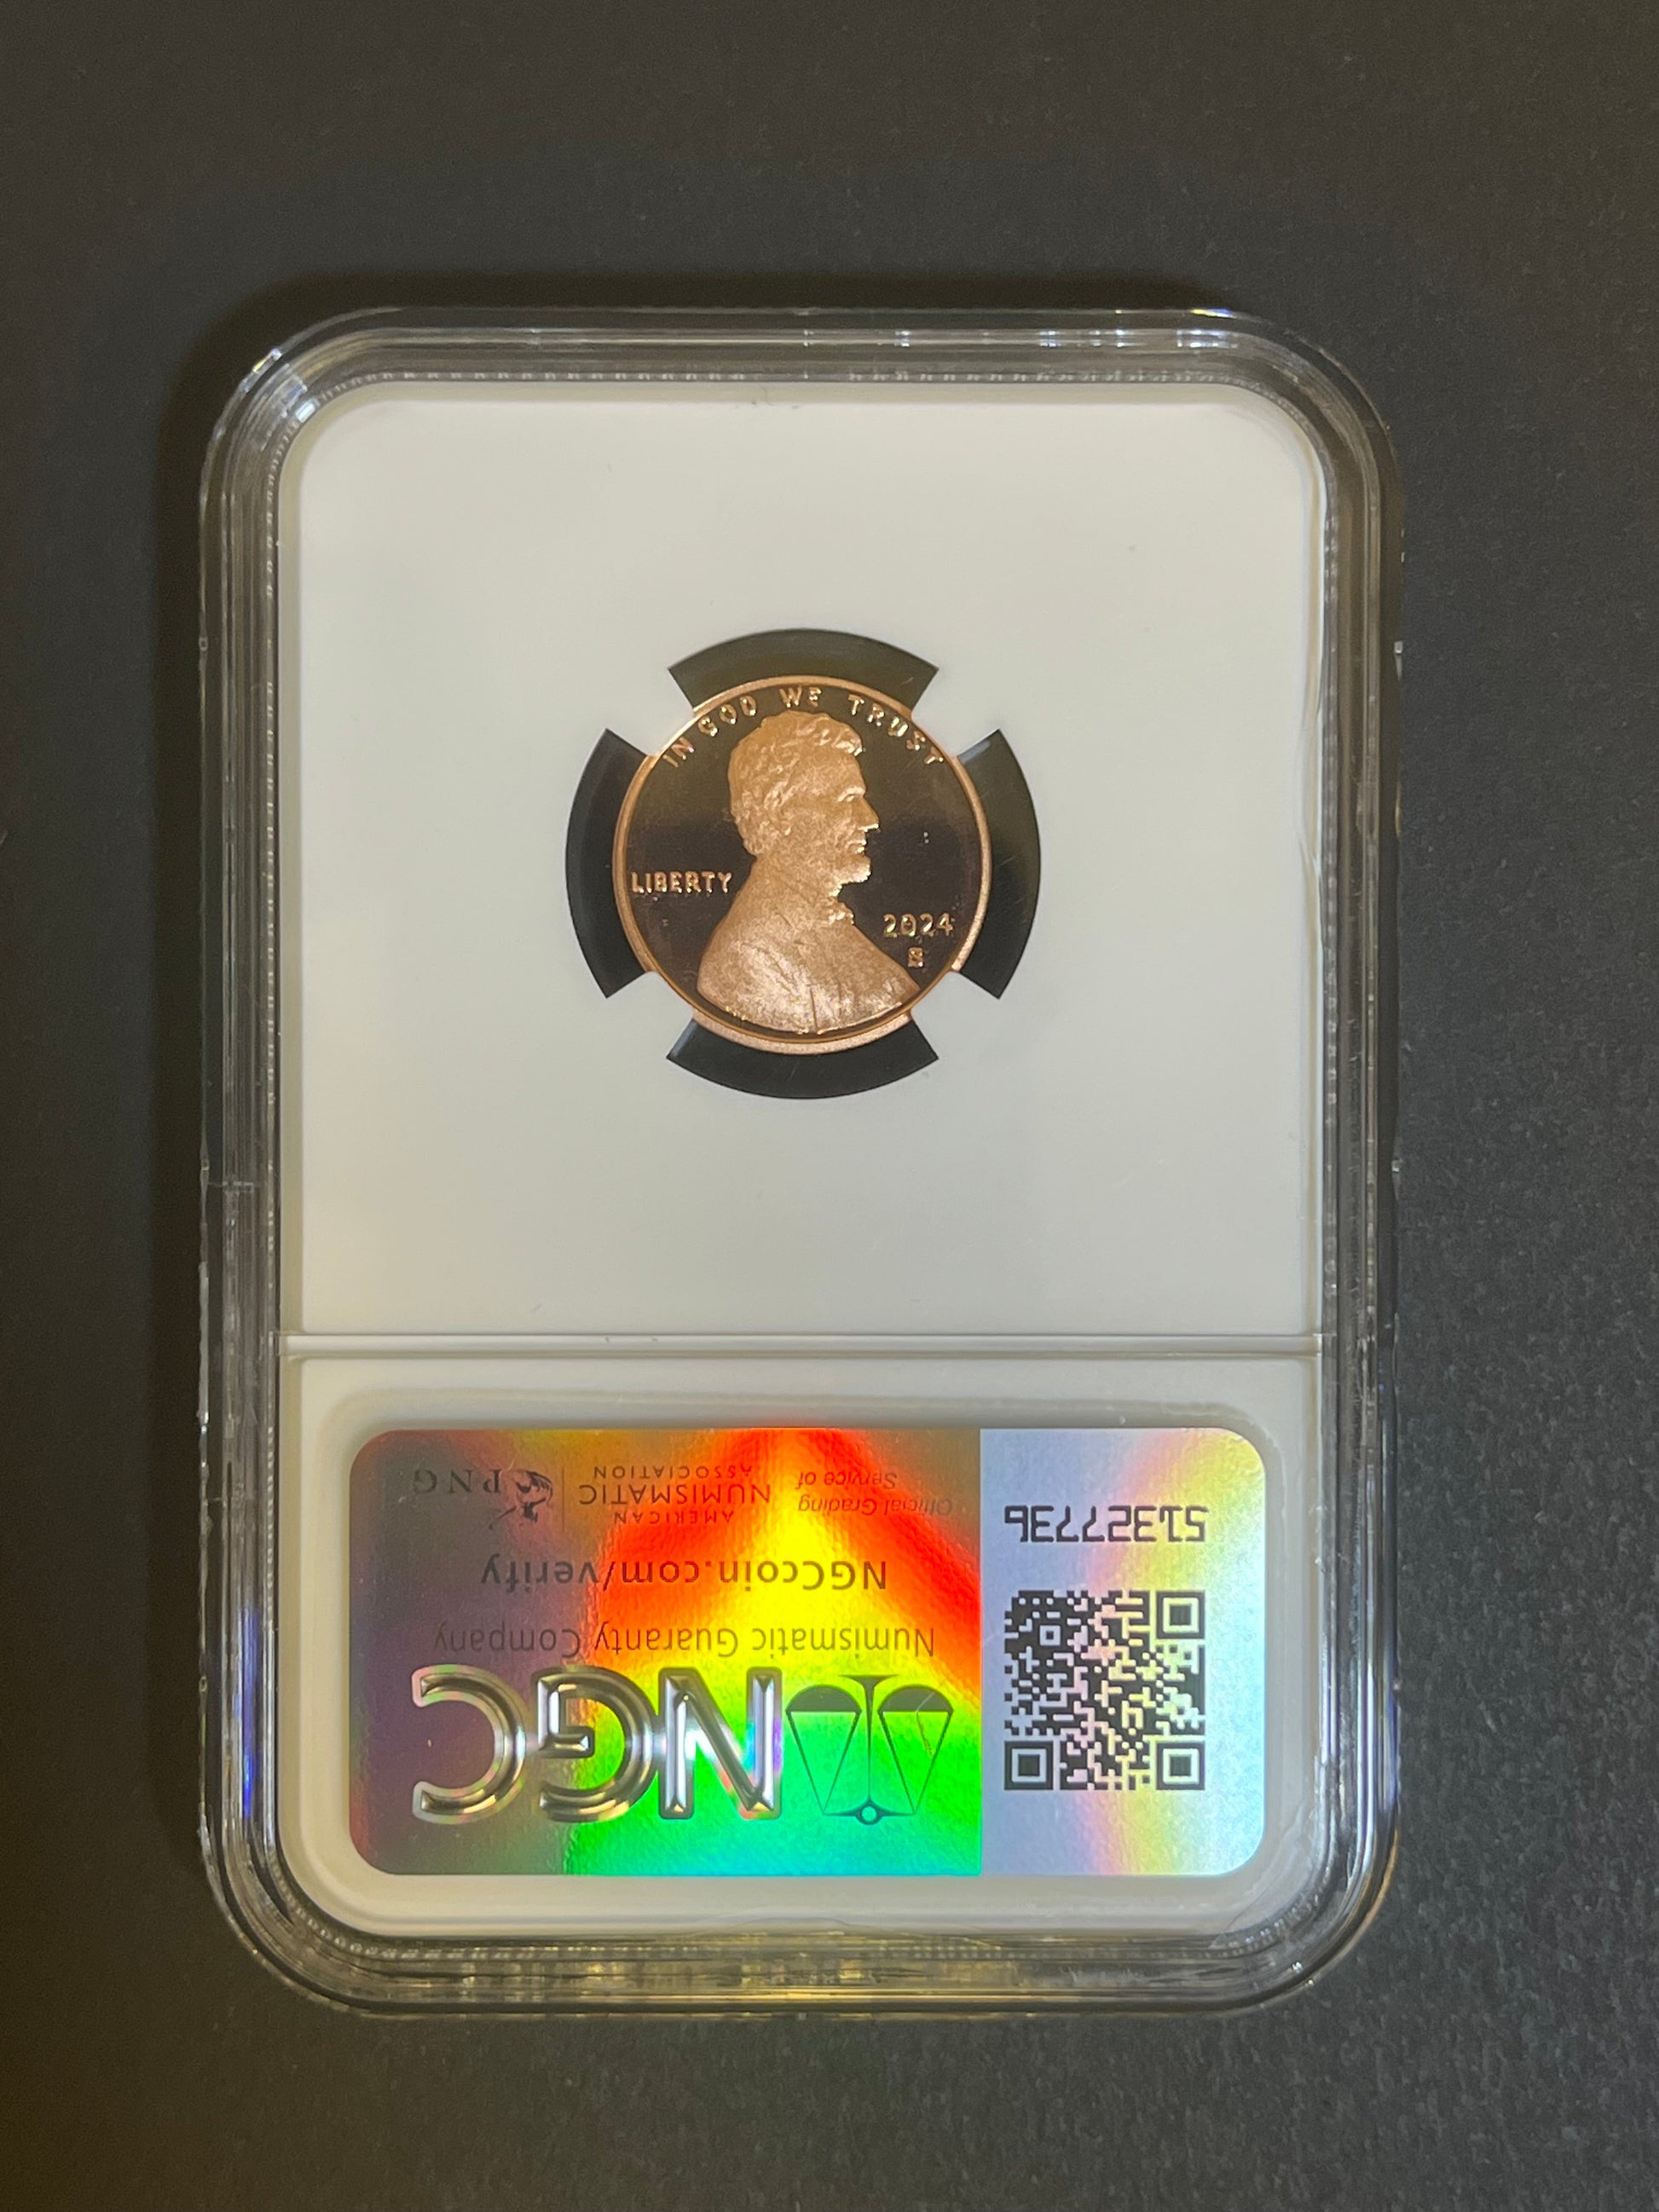 IN GOD WE TRUST
LIBERTY
2024
S
NGC
Numismatic Guaranty Company
NGCcoin.com/verify
Official Grading
Service of
AMERICAN
NUMISMATIC
ASSOCIATION
PNG
51327736